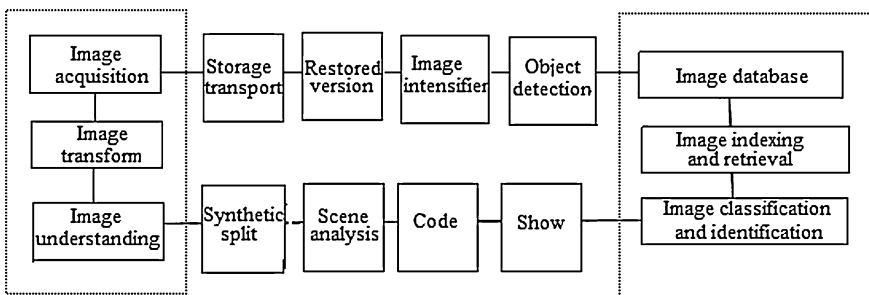 Image
acquisition
Storage
transport
Restored
version
Image
intensifier
Object
detection
Image database
Image
transform
Image indexing
and retrieval
Image
understanding
Synthetic
split
Scene
analysis
Code
Show
Image classification
and identification